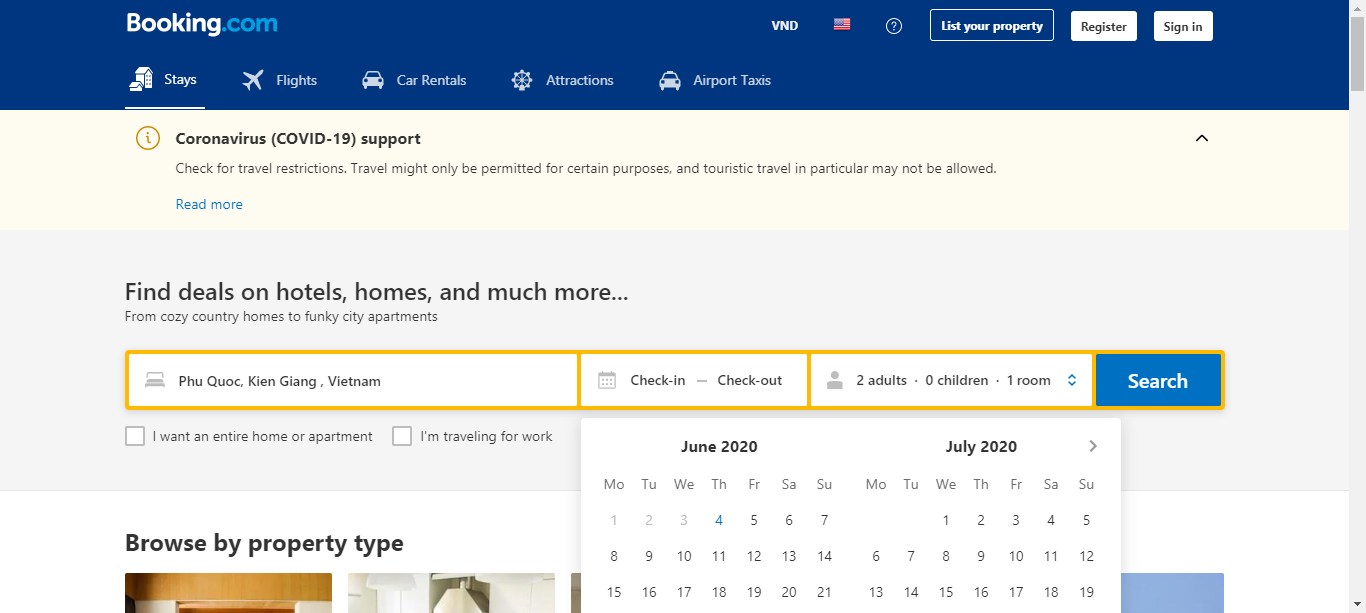 Booking.com
VND
List your property
Register
Sign in
Stays
Flights
Car Rentals
Attractions
Airport Taxis
Coronavirus (COVID-19) support
Check for travel restrictions. Travel might only be permitted for certain purposes, and touristic travel in particular may not be allowed.
Read more
Find deals on hotels, homes, and much more...
From cozy country homes to funky city apartments
Phu Quoc, Kien Giang , Vietnam
Check-in — Check-out
2 adults · 0 children · 1 room
Search
I want an entire home or apartment
I'm traveling for work
June 2020
Mo Tu We Th Fr Sa Su
1 2 3 4 5 6 7
8 9 10 11 12 13 14
15 16 17 18 19 20 21
July 2020
Mo Tu We Th Fr Sa Su
1 2 3 4 5
6 7 8 9 10 11 12
13 14 15 16 17 18 19
Browse by property type